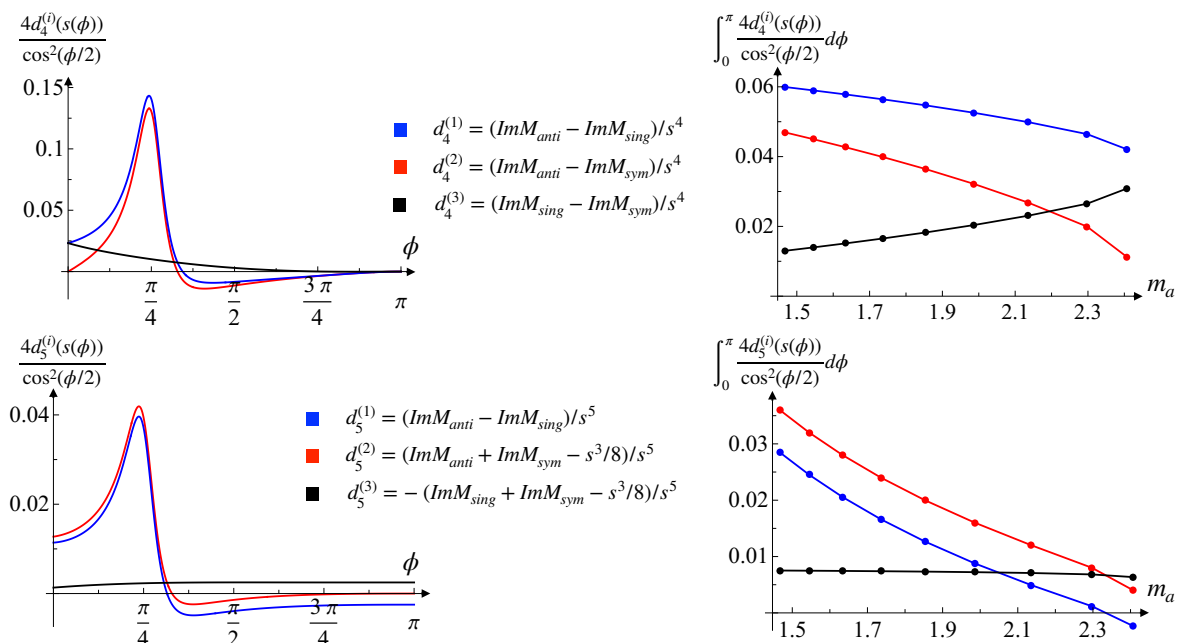 4d_4^{(i)}(s(ϕ)) / cos²(ϕ/2)
0.15
0.1
0.05
π/4
π/2
3π/4
π
ϕ
d_4^{(1)} = (ImM_{anti} − ImM_{sing})/s^4
d_4^{(2)} = (ImM_{anti} − ImM_{sym})/s^4
d_4^{(3)} = (ImM_{sing} − ImM_{sym})/s^4
∫_0^π 4d_4^{(i)}(s(ϕ)) / cos²(ϕ/2) dϕ
0.06
0.04
0.02
1.5 1.7 1.9 2.1 2.3
m_a
4d_5^{(i)}(s(ϕ)) / cos²(ϕ/2)
0.04
0.02
π/4
π/2
3π/4
π
ϕ
d_5^{(1)} = (ImM_{anti} − ImM_{sing})/s^5
d_5^{(2)} = (ImM_{anti} + ImM_{sym} − s^3/8)/s^5
d_5^{(3)} = − (ImM_{sing} + ImM_{sym} − s^3/8)/s^5
∫_0^π 4d_5^{(i)}(s(ϕ)) / cos²(ϕ/2) dϕ
0.03
0.02
0.01
1.5 1.7 1.9 2.1 2.3
m_a